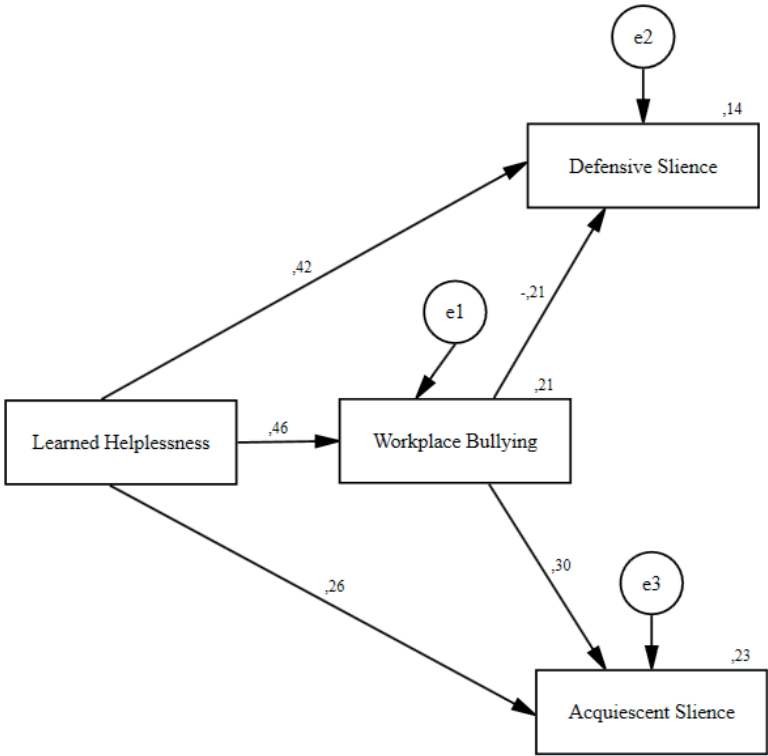 e2
,14
Defensive Slience
,42
-,21
e1
,21
Learned Helplessness
,46
Workplace Bullying
,30
,26
e3
,23
Acquiescent Slience